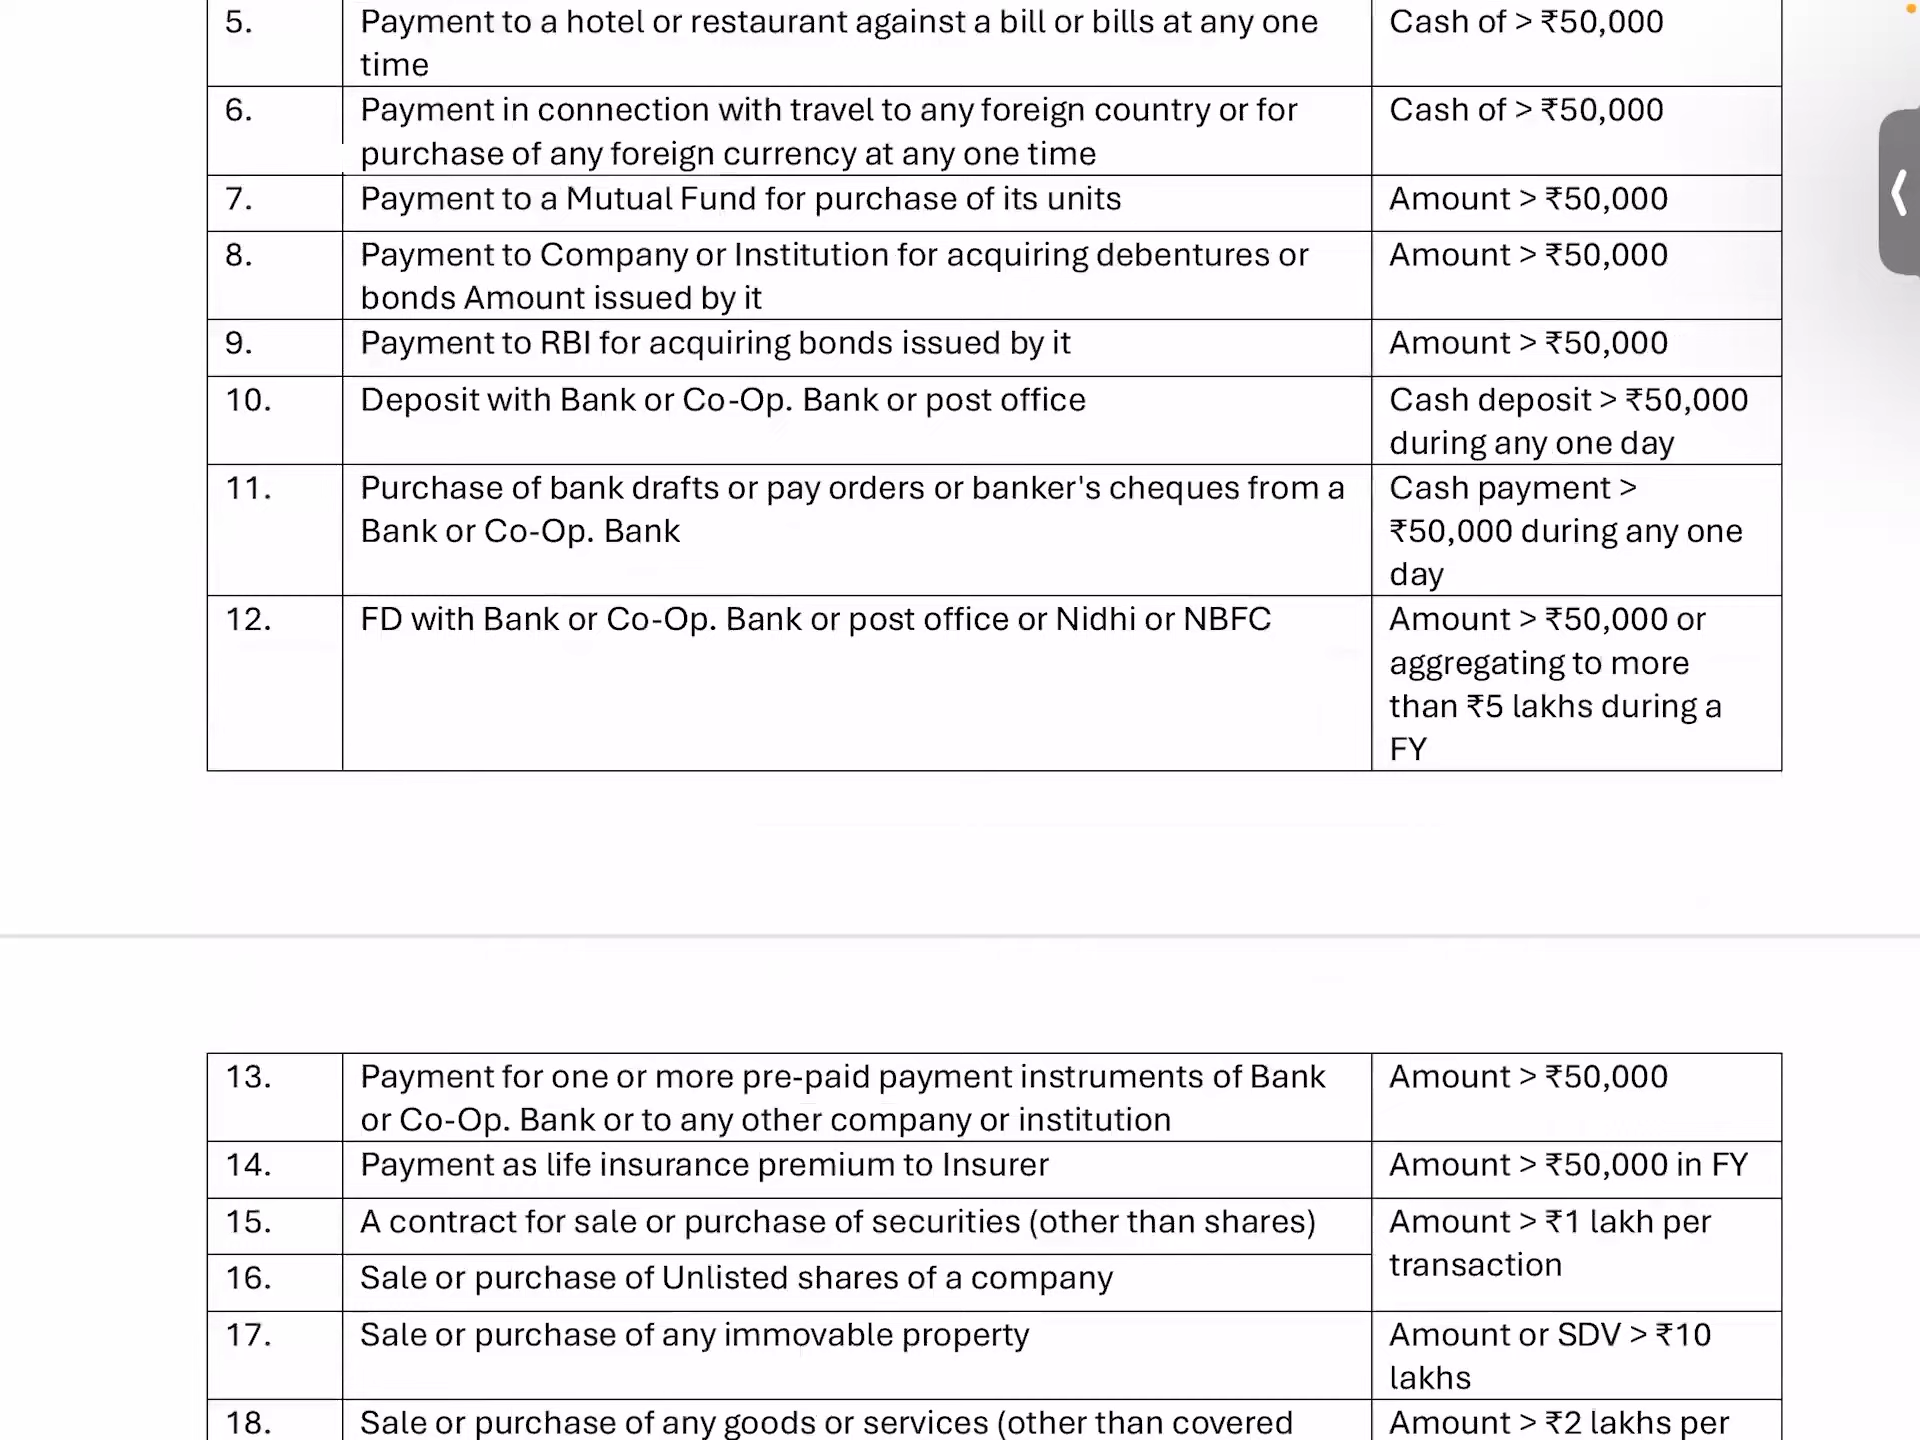 5. Payment to a hotel or restaurant against a bill or bills at any one Cash of > ₹50,000
time
6. Payment in connection with travel to any foreign country or for Cash of > ₹50,000
purchase of any foreign currency at any one time
7. Payment to a Mutual Fund for purchase of its units Amount > ₹50,000
8. Payment to Company or Institution for acquiring debentures or Amount > ₹50,000
bonds Amount issued by it
9. Payment to RBI for acquiring bonds issued by it Amount > ₹50,000
10. Deposit with Bank or Co-Op. Bank or post office Cash deposit > ₹50,000
during any one day
11. Purchase of bank drafts or pay orders or banker's cheques from a Cash payment >
Bank or Co-Op. Bank ₹50,000 during any one
day
12. FD with Bank or Co-Op. Bank or post office or Nidhi or NBFC Amount > ₹50,000 or
aggregating to more
than ₹5 lakhs during a
FY
13. Payment for one or more pre-paid payment instruments of Bank Amount > ₹50,000
or Co-Op. Bank or to any other company or institution
14. Payment as life insurance premium to Insurer Amount > ₹50,000 in FY
15. A contract for sale or purchase of securities (other than shares) Amount > ₹1 lakh per
transaction
16. Sale or purchase of Unlisted shares of a company
17. Sale or purchase of any immovable property Amount or SDV > ₹10
lakhs
18. Sale or purchase of any goods or services (other than covered Amount > ₹2 lakhs per